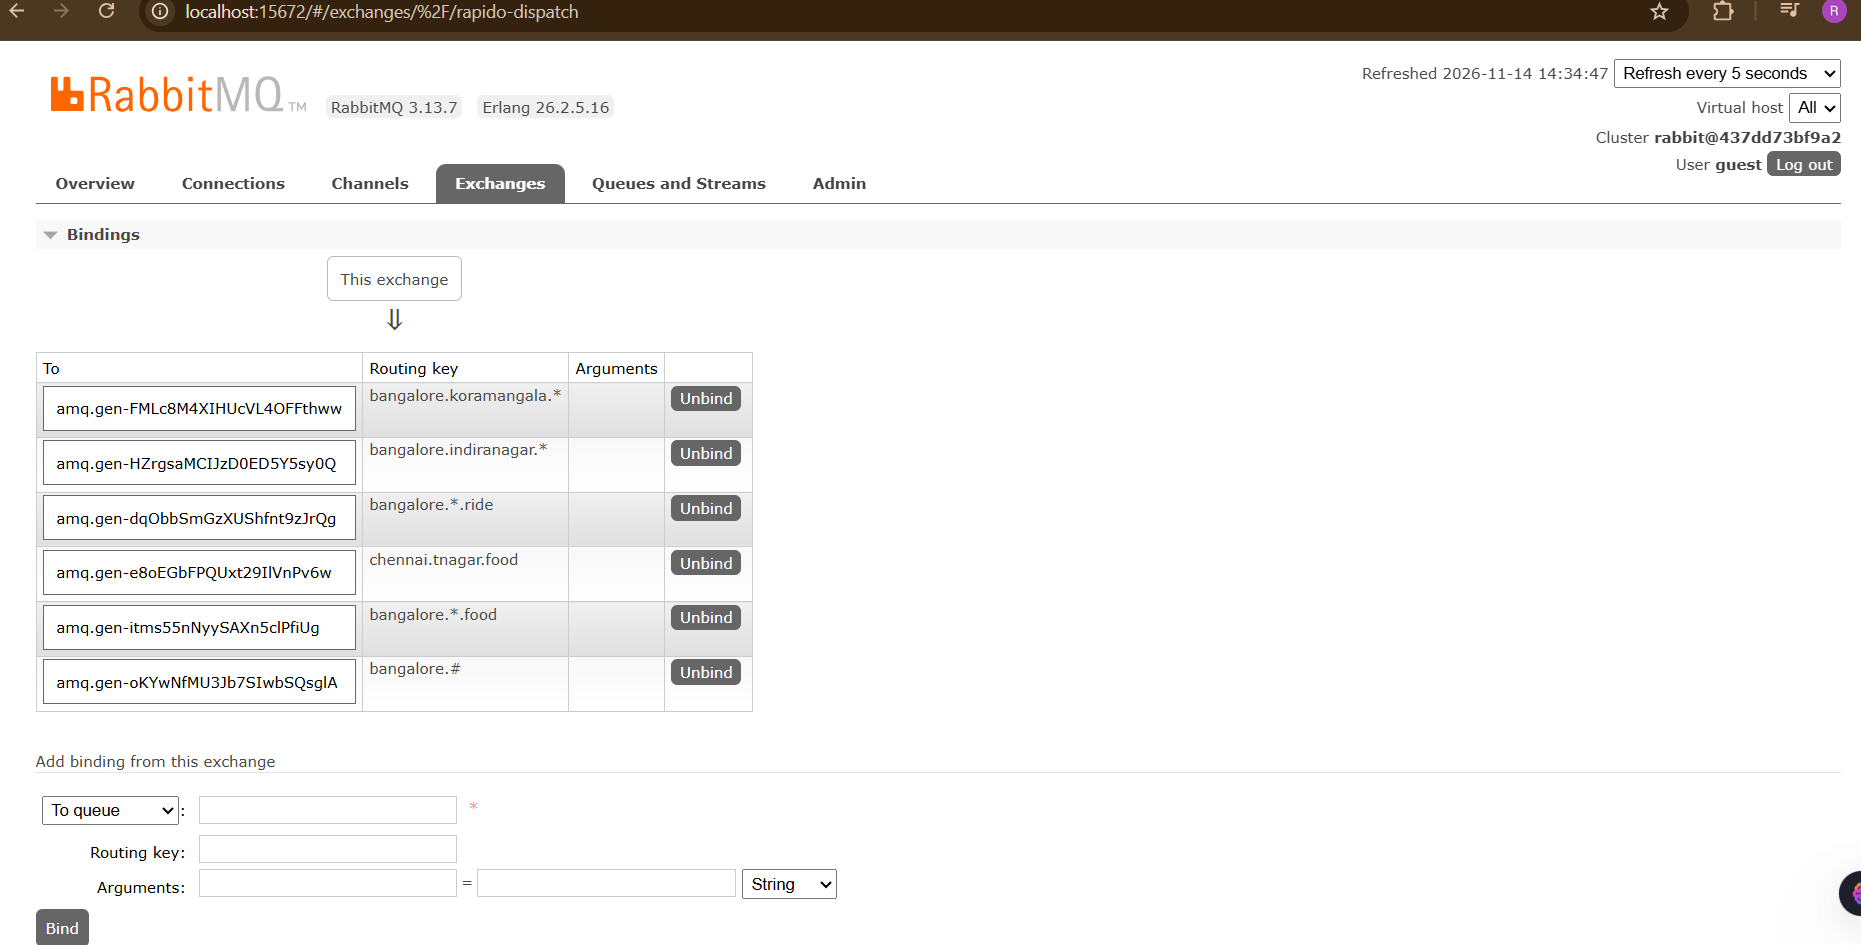 localhost:15672/#/exchanges/%2F/rapido-dispatch
R
RabbitMQ TM
RabbitMQ 3.13.7
Erlang 26.2.5.16
Refreshed 2026-11-14 14:34:47 Refresh every 5 seconds
Virtual host All
Cluster rabbit@437dd73bf9a2
User guest Log out
Overview Connections Channels Exchanges Queues and Streams Admin
Bindings
This exchange
⇓
To Routing key Arguments
amq.gen-FMLc8M4XIHUcVL4OFFthww bangalore.koramangala.* Unbind
amq.gen-HZrgsaMCIJzD0ED5Y5sy0Q bangalore.indiranagar.* Unbind
amq.gen-dqObbSmGzXUShfnt9zJrQg bangalore.*.ride Unbind
amq.gen-e8oEGbFPQUxt29IlVnPv6w chennai.tnagar.food Unbind
amq.gen-itms55nNyySAXn5clPfiUg bangalore.*.food Unbind
amq.gen-oKYwNfMU3Jb7SIwbSQsglA bangalore.# Unbind
Add binding from this exchange
To queue : *
Routing key:
Arguments: = String
Bind